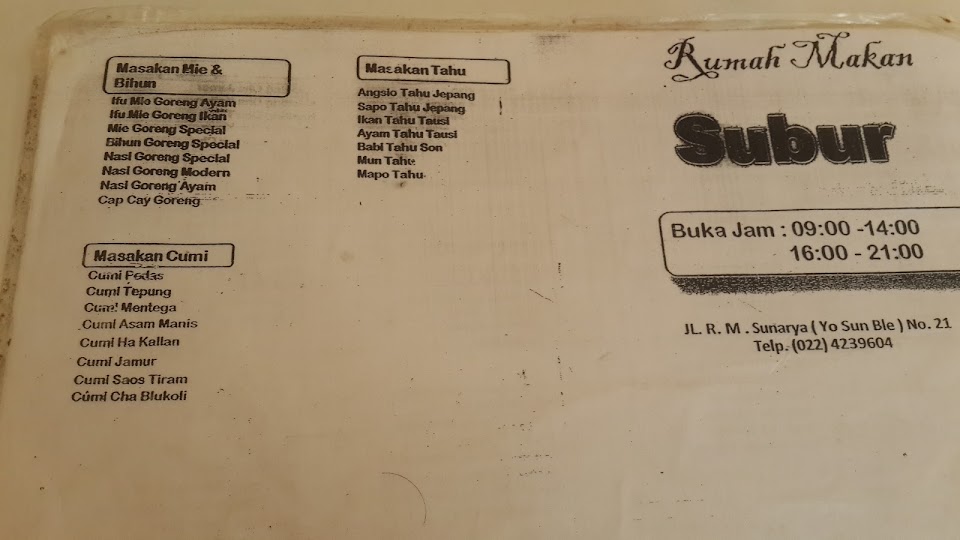 Masakan Mie &
Bihun
Ifu Mie Goreng Ayam
Ifu Mie Goreng Ikan
Mie Goreng Special
Bihun Goreng Special
Nasi Goreng Special
Nasi Goreng Modern
Nasi Goreng Ayam
Cap Cay Goreng
Masakan Cumi
Cumi Pedas
Cumi Tepung
Cumi Mentega
Cumi Asam Manis
Cumi Ha Kallan
Cumi Jamur
Cumi Saos Tiram
Cumi Cha Blukoli
Masakan Tahu
Angsio Tahu Jepang
Sapo Tahu Jepang
Ikan Tahu Tausi
Ayam Tahu Tausi
Babi Tahu Son
Mun Tahu
Mapo Tahu
Rumah Makan
Subur
Buka Jam : 09:00 -14:00
16:00 - 21:00
JL. R. M . Sunarya ( Yo Sun Ble ) No. 21
Telp. (022) 4239604